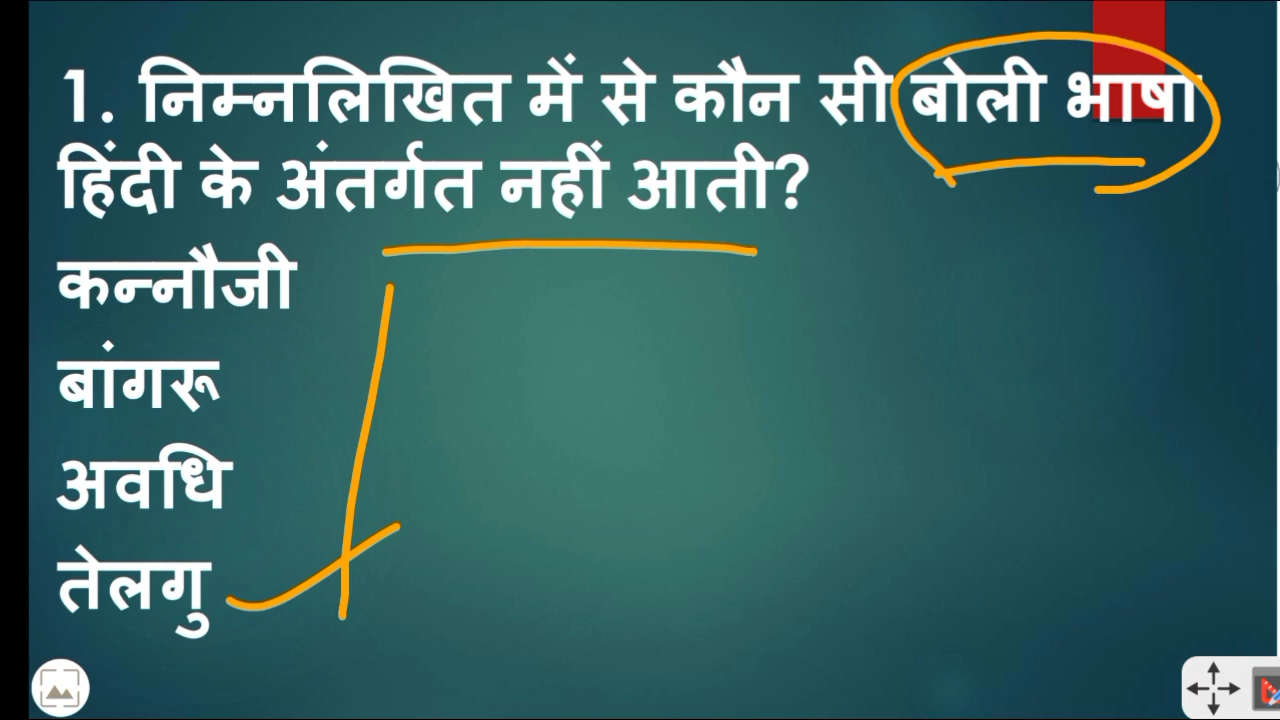 1. निम्नलिखित में से कौन सी बोली भाषा
हिंदी के अंतर्गत नहीं आती?
कन्नौजी
बांगरू
अवधि
तेलगु